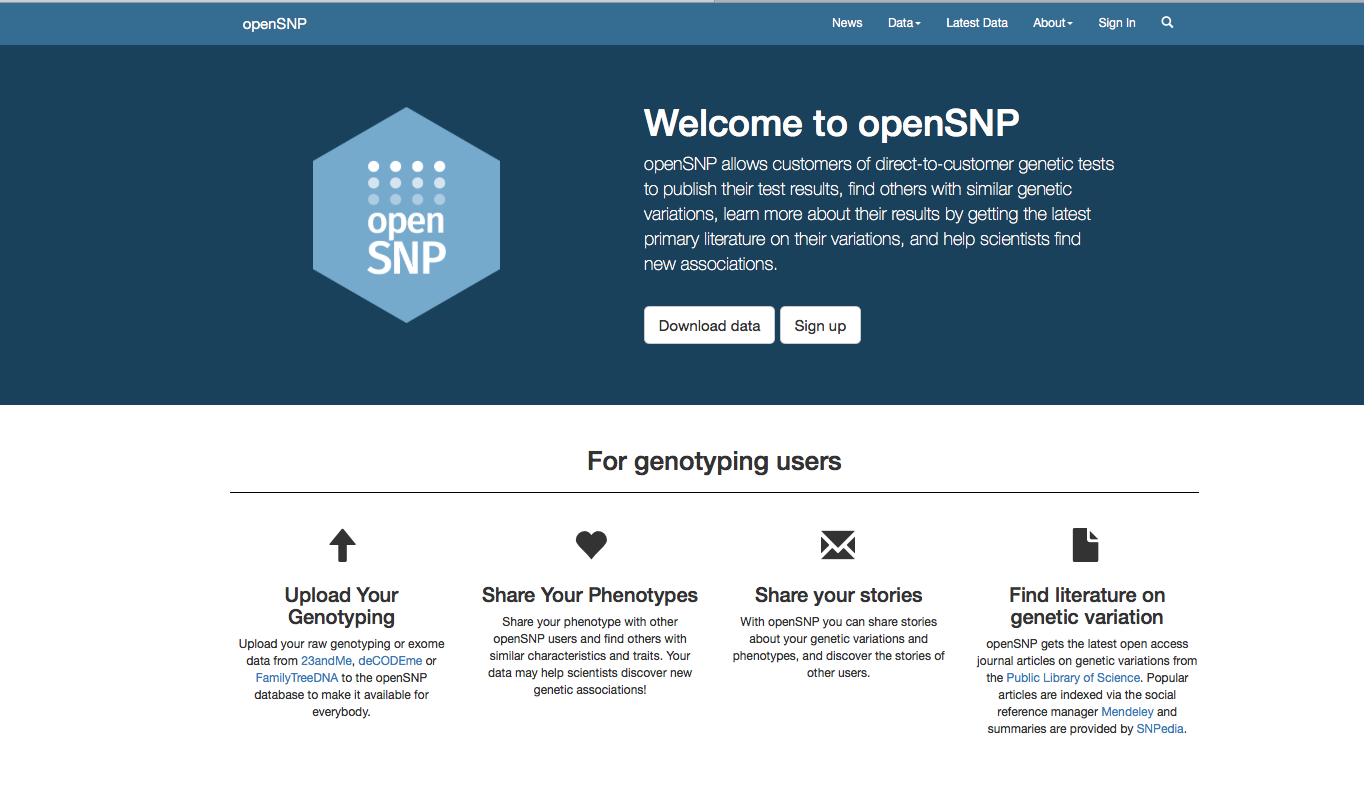 openSNP
News Data Latest Data About Sign In
open
SNP
Welcome to openSNP
openSNP allows customers of direct-to-customer genetic tests
to publish their test results, find others with similar genetic
variations, learn more about their results by getting the latest
primary literature on their variations, and help scientists find
new associations.
Download data Sign up
For genotyping users
Upload Your
Genotyping
Upload your raw genotyping or exome
data from 23andMe, deCODEme or
FamilyTreeDNA to the openSNP
database to make it available for
everybody.
Share Your Phenotypes
Share your phenotype with other
openSNP users and find others with
similar characteristics and traits. Your
data may help scientists discover new
genetic associations!
Share your stories
With openSNP you can share stories
about your genetic variations and
phenotypes, and discover the stories of
other users.
Find literature on
genetic variation
openSNP gets the latest open access
journal articles on genetic variations from
the Public Library of Science. Popular
articles are indexed via the social
reference manager Mendeley and
summaries are provided by SNPedia.